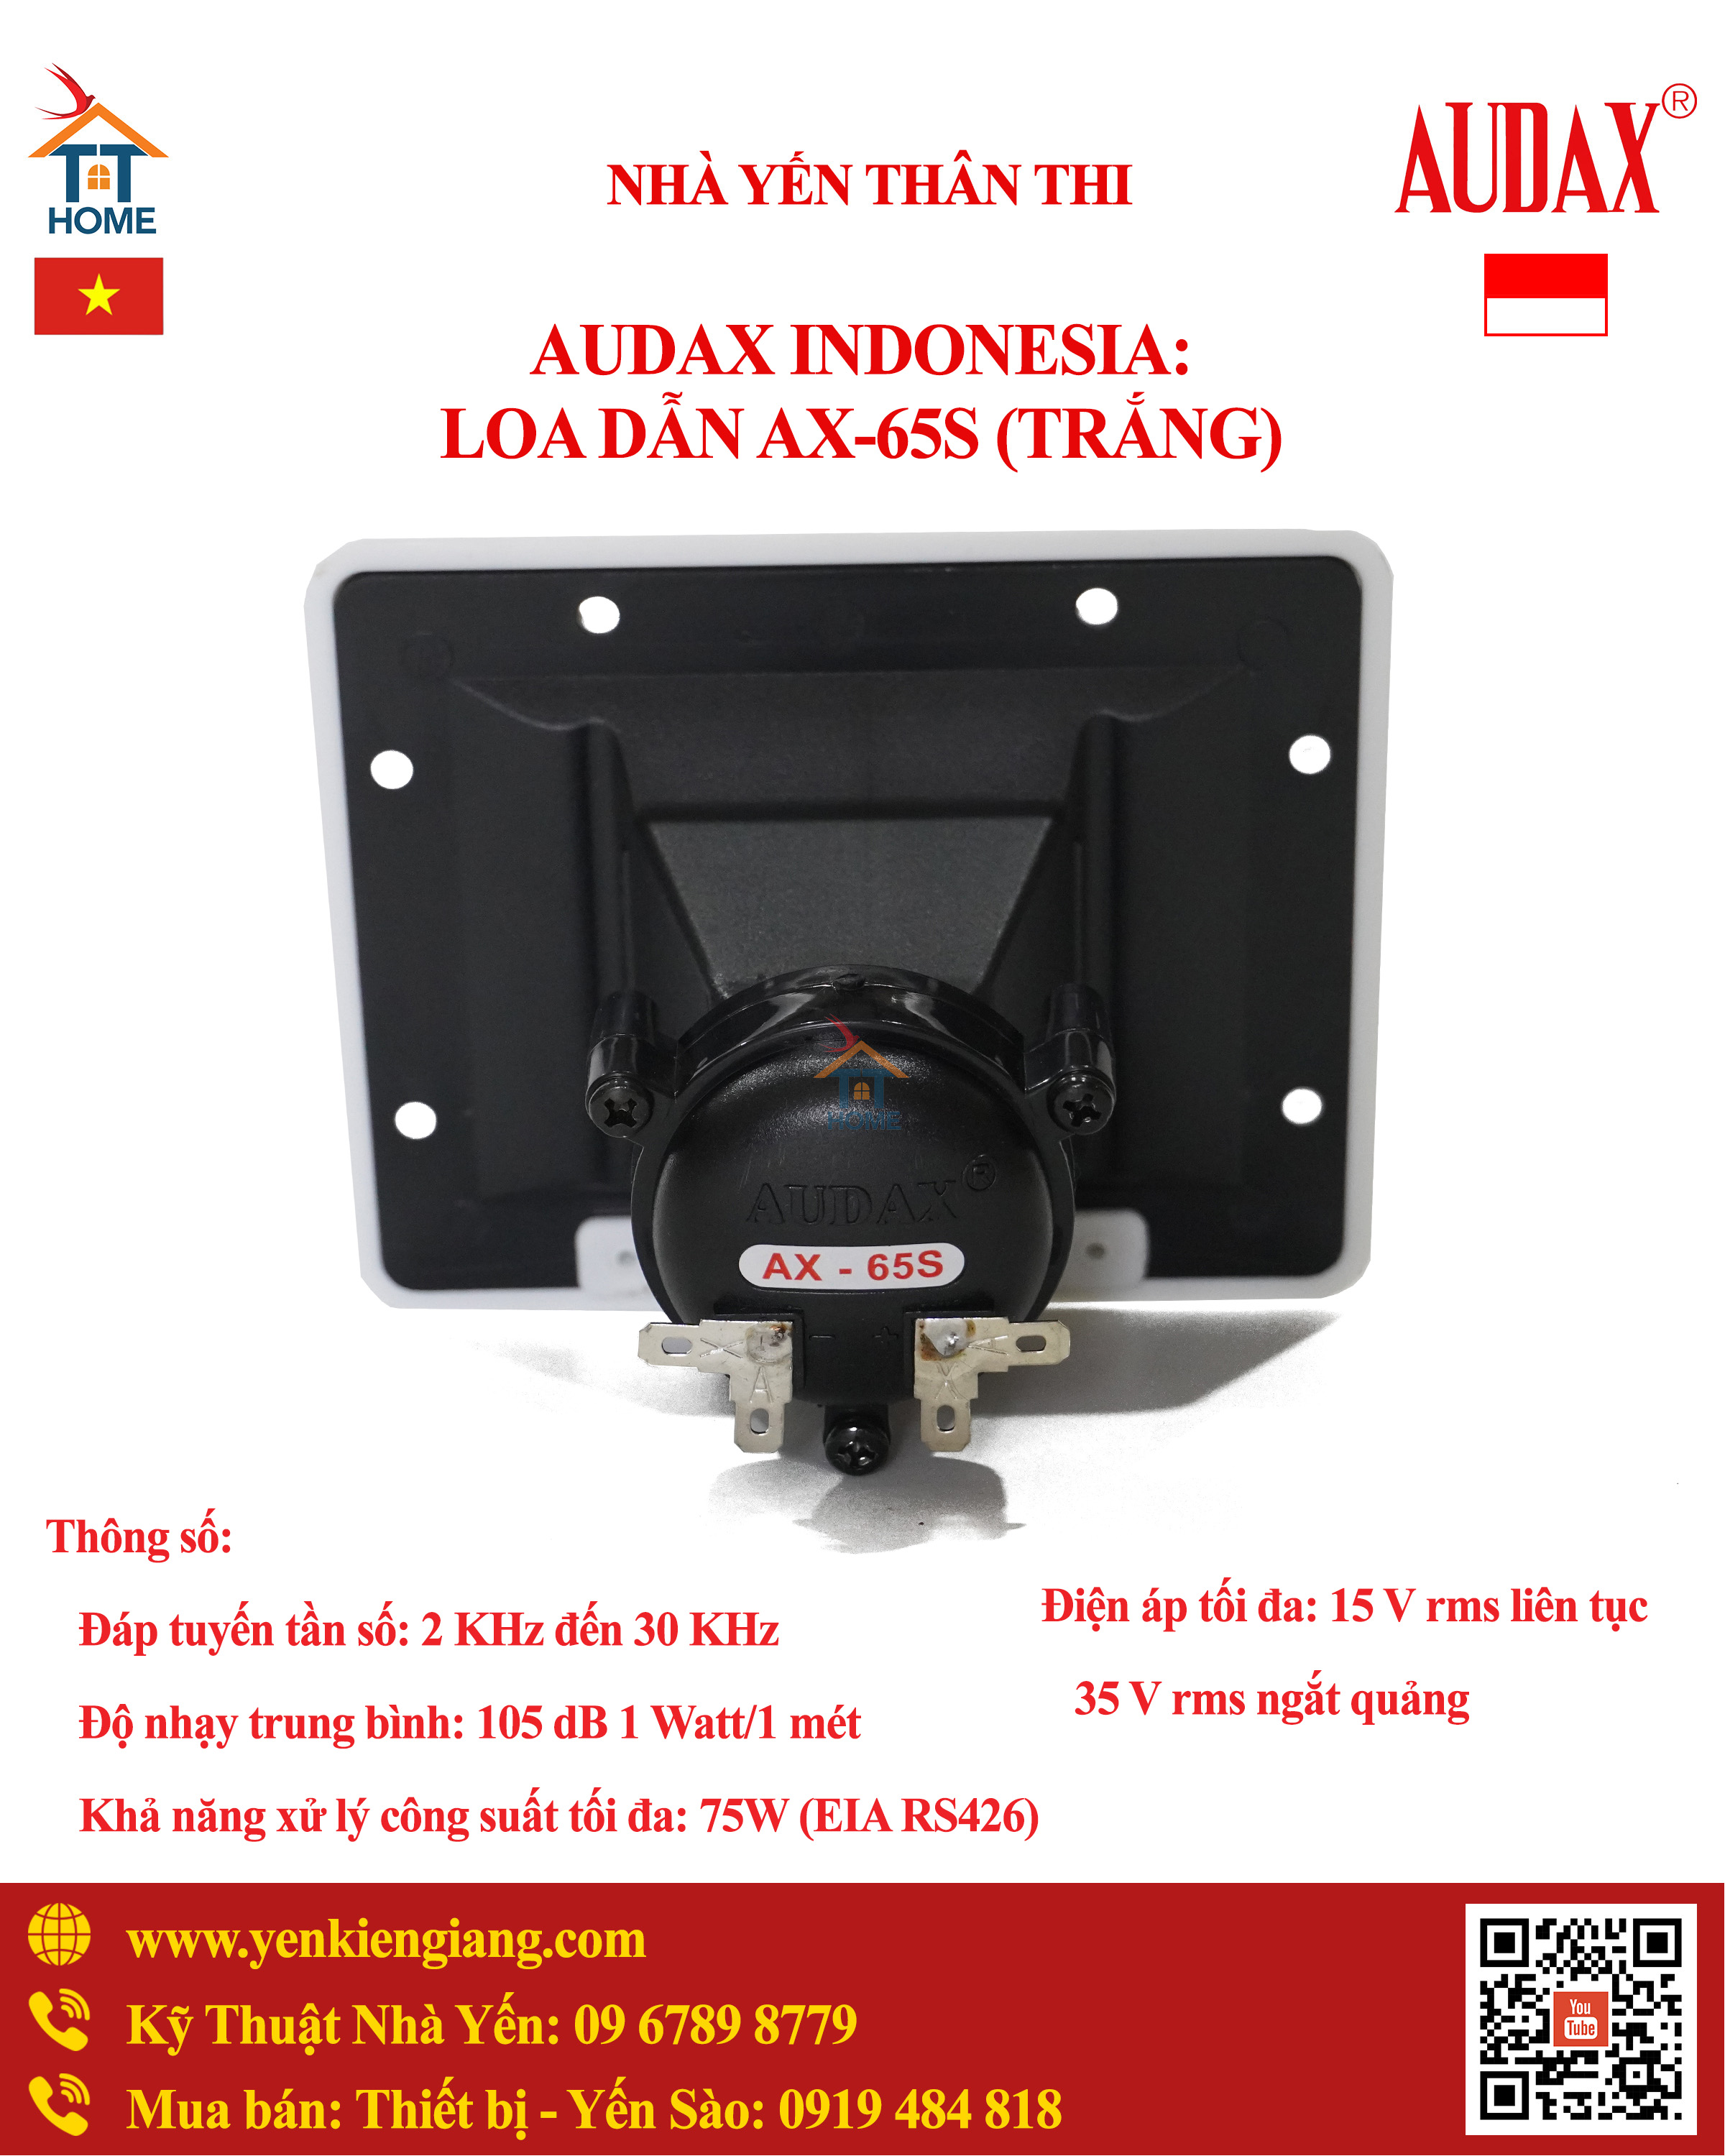 TT
HOME
AUDAX®
NHÀ YẾN THÂN THI
AUDAX INDONESIA:
LOA DẪN AX-65S (TRẮNG)
TT
HOME
AUDAX®
AX - 65S
- +
Thông số:
Đáp tuyến tần số: 2 KHz đến 30 KHz
Độ nhạy trung bình: 105 dB 1 Watt/1 mét
Khả năng xử lý công suất tối đa: 75W (EIA RS426)
Điện áp tối đa: 15 V rms liên tục
35 V rms ngắt quảng
www.yenkiengiang.com
Kỹ Thuật Nhà Yến: 09 6789 8779
Mua bán: Thiết bị - Yến Sào: 0919 484 818
You
Tube